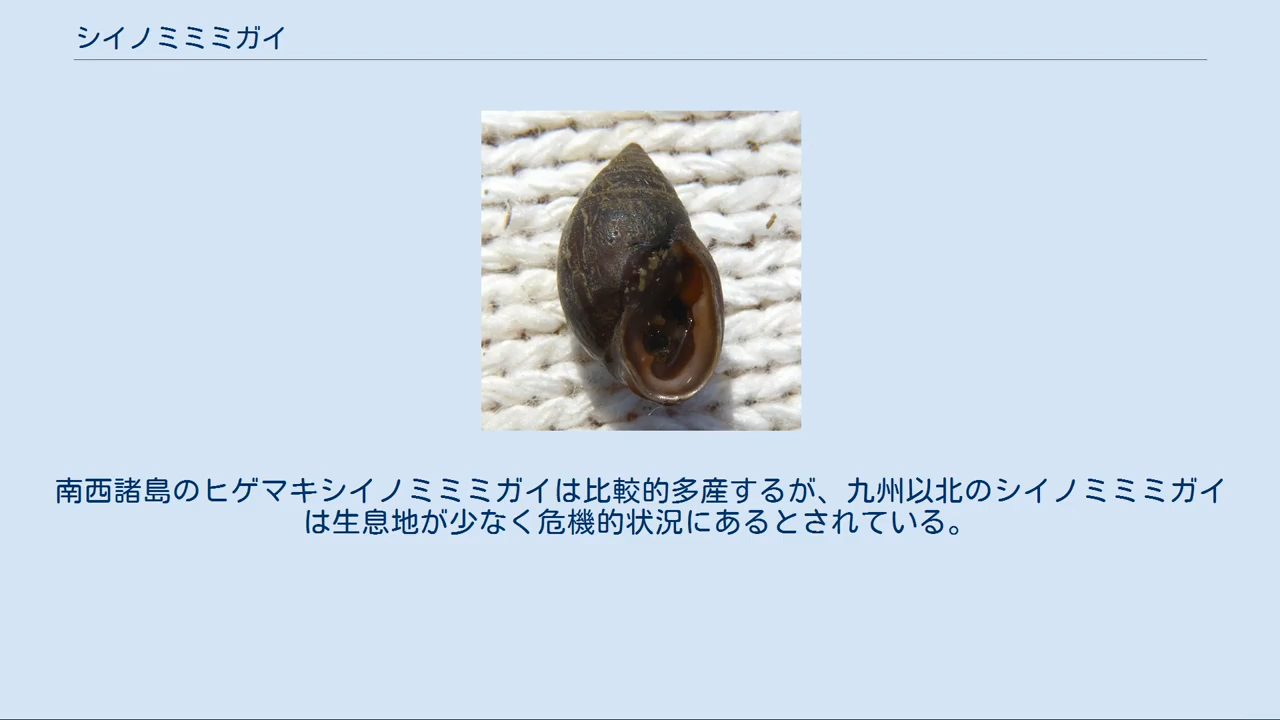 シイノミミミガイ
南西諸島のヒゲマキシイノミミミガイは比較的多産するが、九州以北のシイノミミミガイ
は生息地が少なく危機的状況にあるとされている。